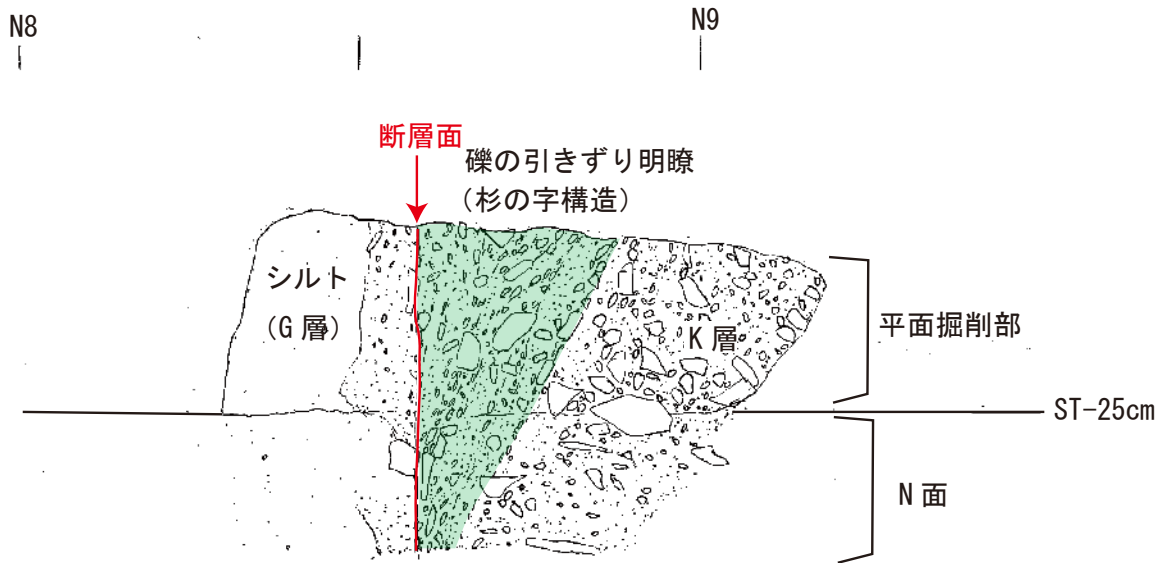 N8
N9
断層面
礫の引きずり明瞭
(杉の字構造)
シルト
(G層)
K層
平面掘削部
ST-25cm
N面